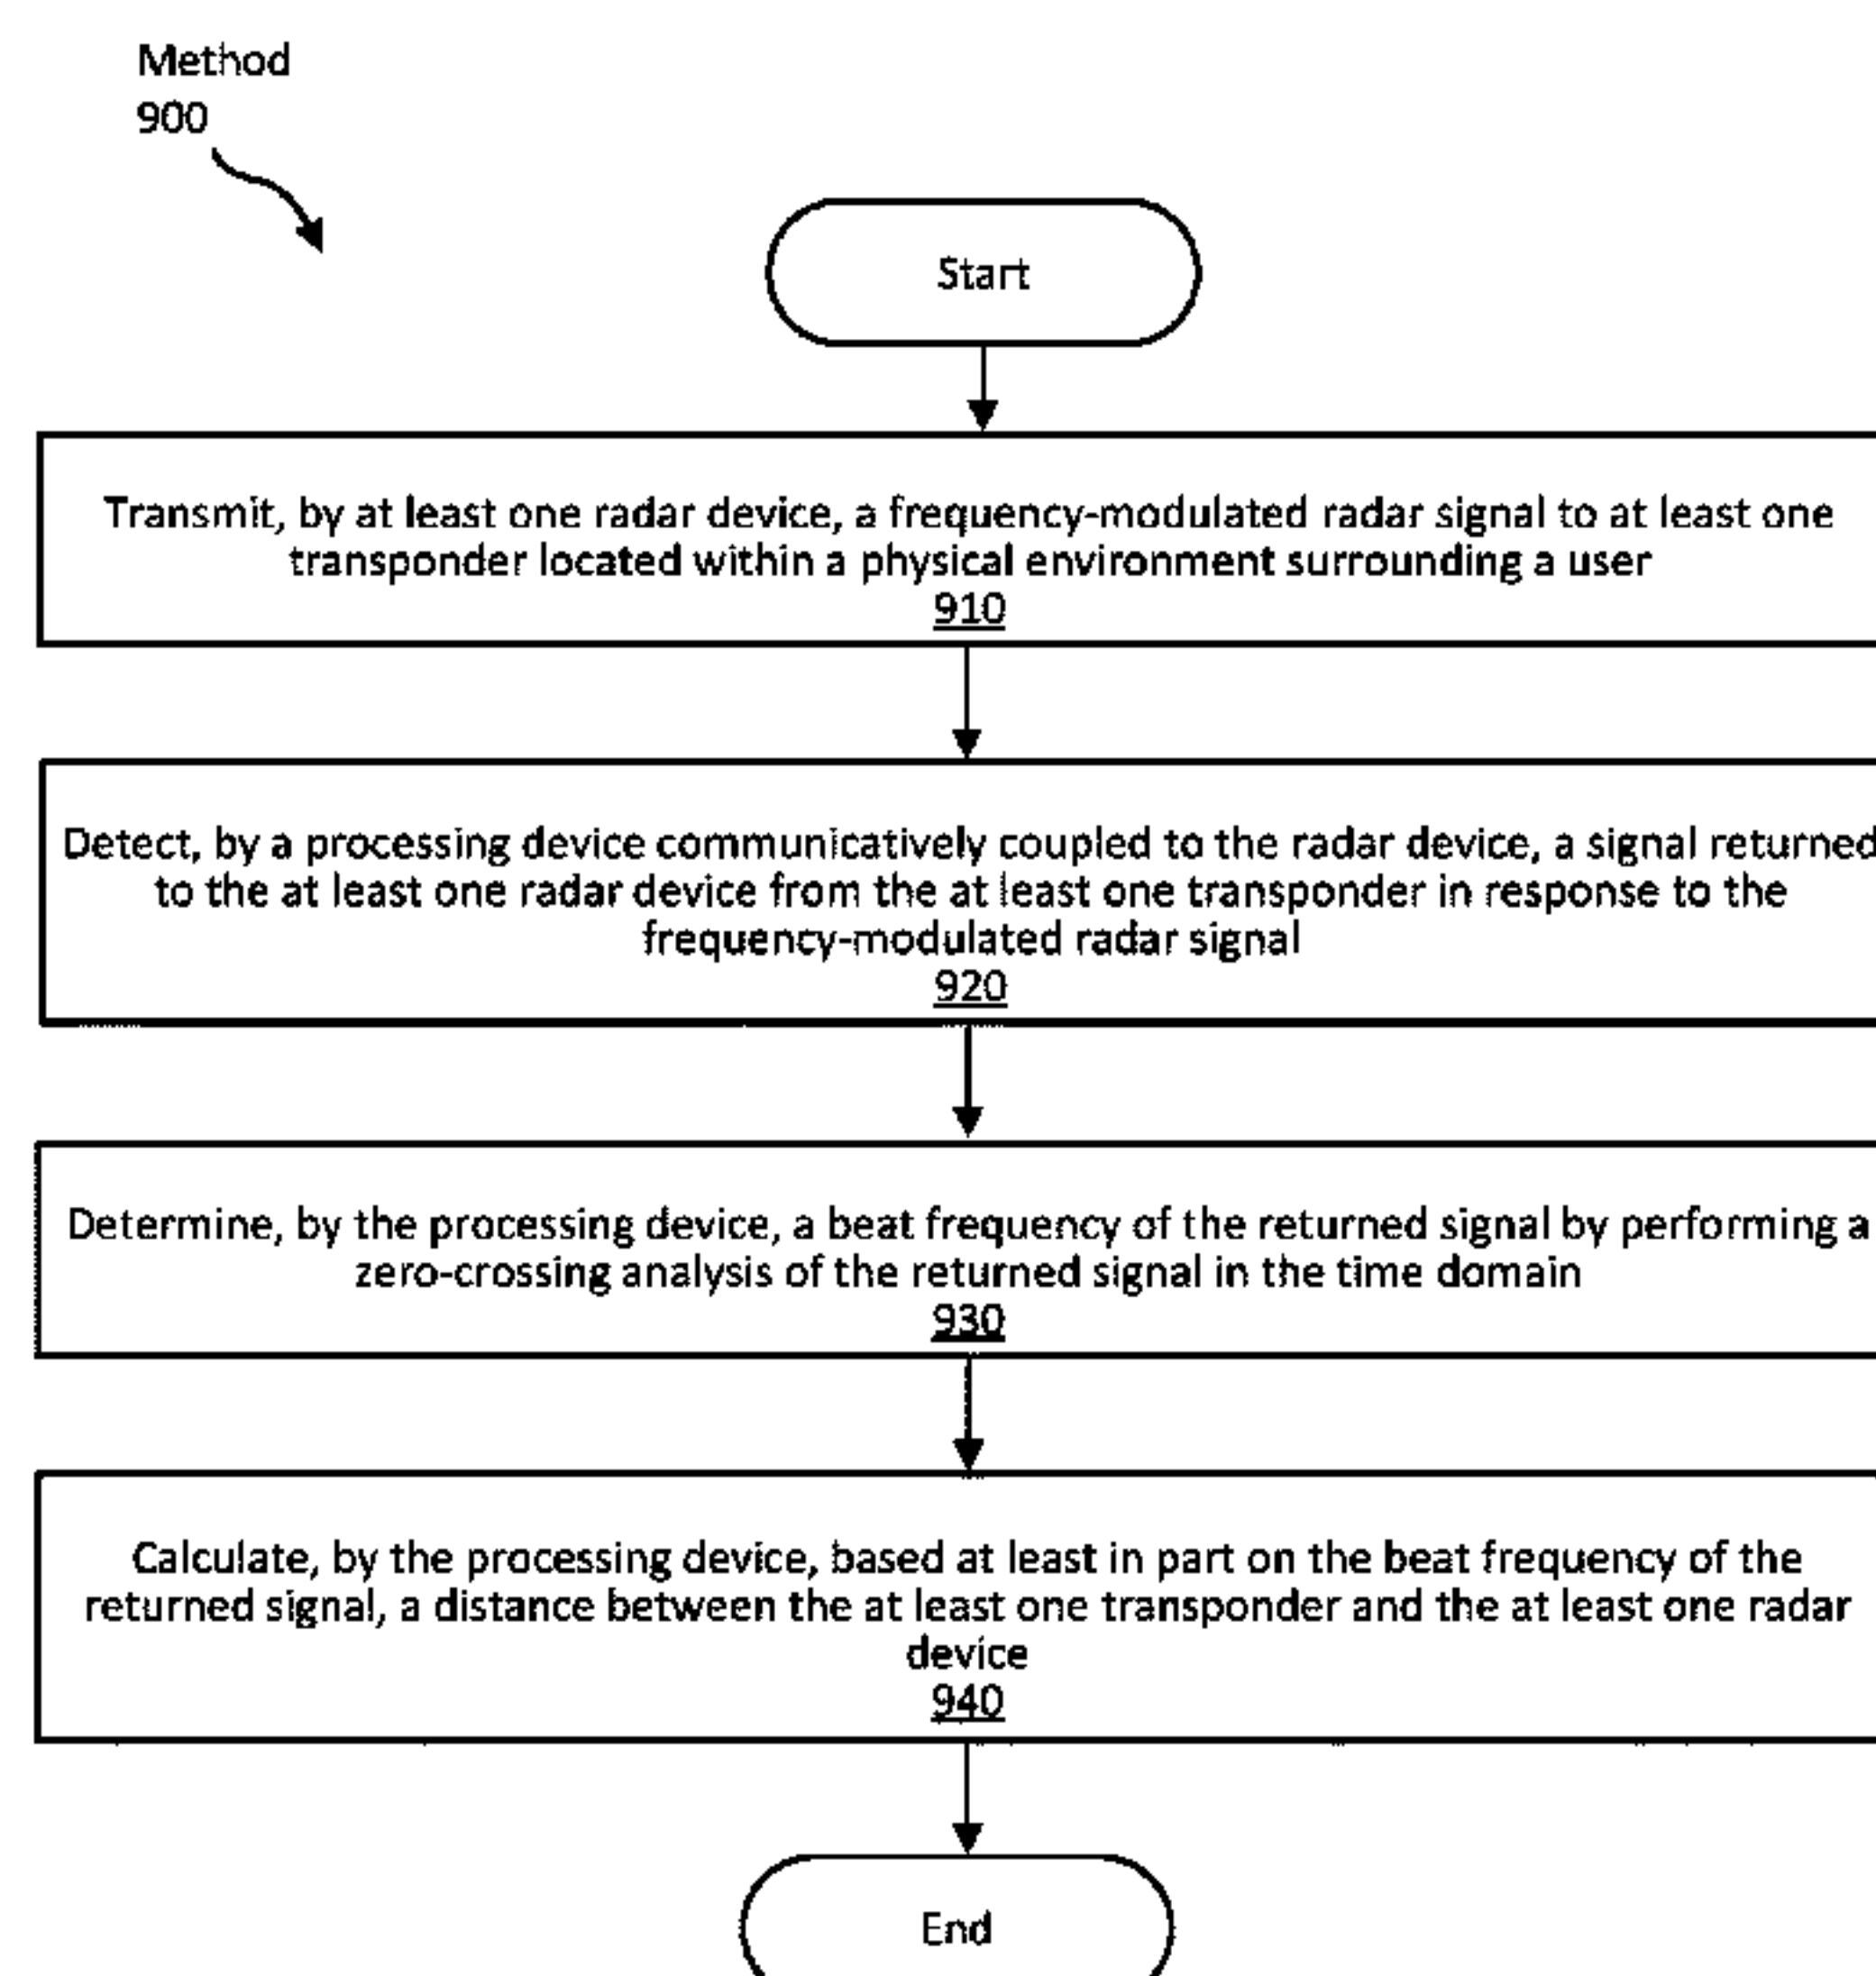 Method
900
Start
Transmit, by at least one radar device, a frequency-modulated radar signal to at least one
transponder located within a physical environment surrounding a user
910
Detect, by a processing device communicatively coupled to the radar device, a signal returned
to the at least one radar device from the at least one transponder in response to the
frequency-modulated radar signal
920
Determine, by the processing device, a beat frequency of the returned signal by performing a
zero-crossing analysis of the returned signal in the time domain
930
Calculate, by the processing device, based at least in part on the beat frequency of the
returned signal, a distance between the at least one transponder and the at least one radar
device
940
End